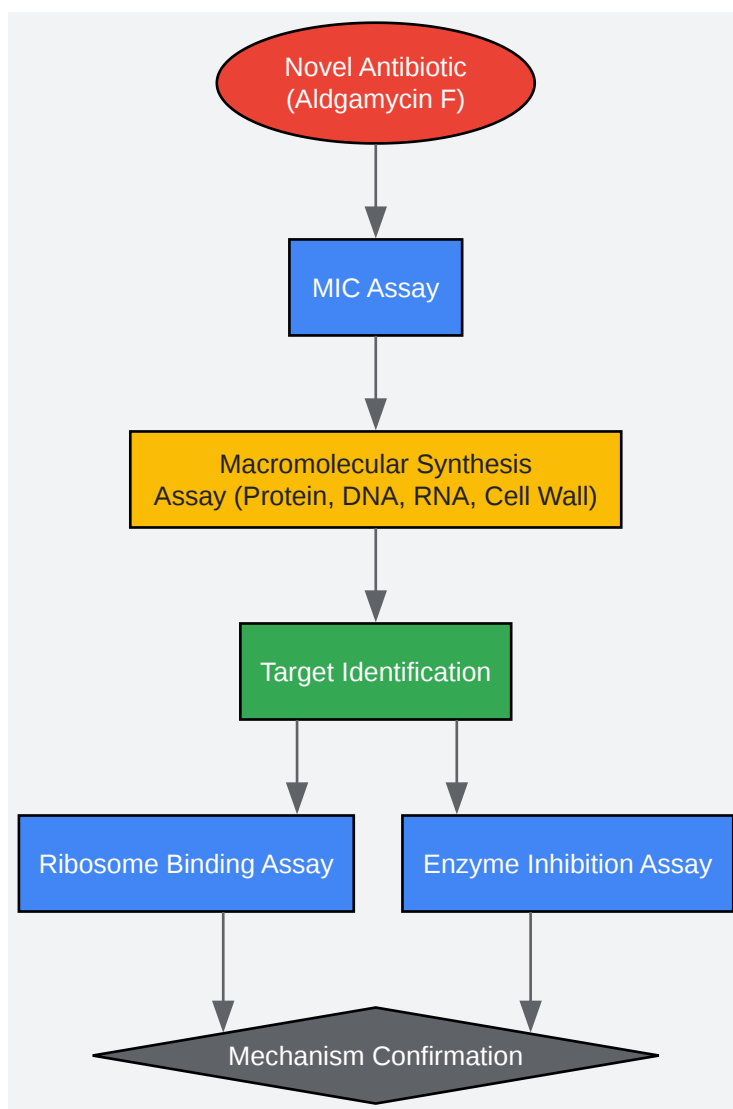 Novel Antibiotic
(Aldgamycin F)
MIC Assay
Macromolecular Synthesis
Assay (Protein, DNA, RNA, Cell Wall)
Target Identification
Ribosome Binding Assay
Enzyme Inhibition Assay
Mechanism Confirmation